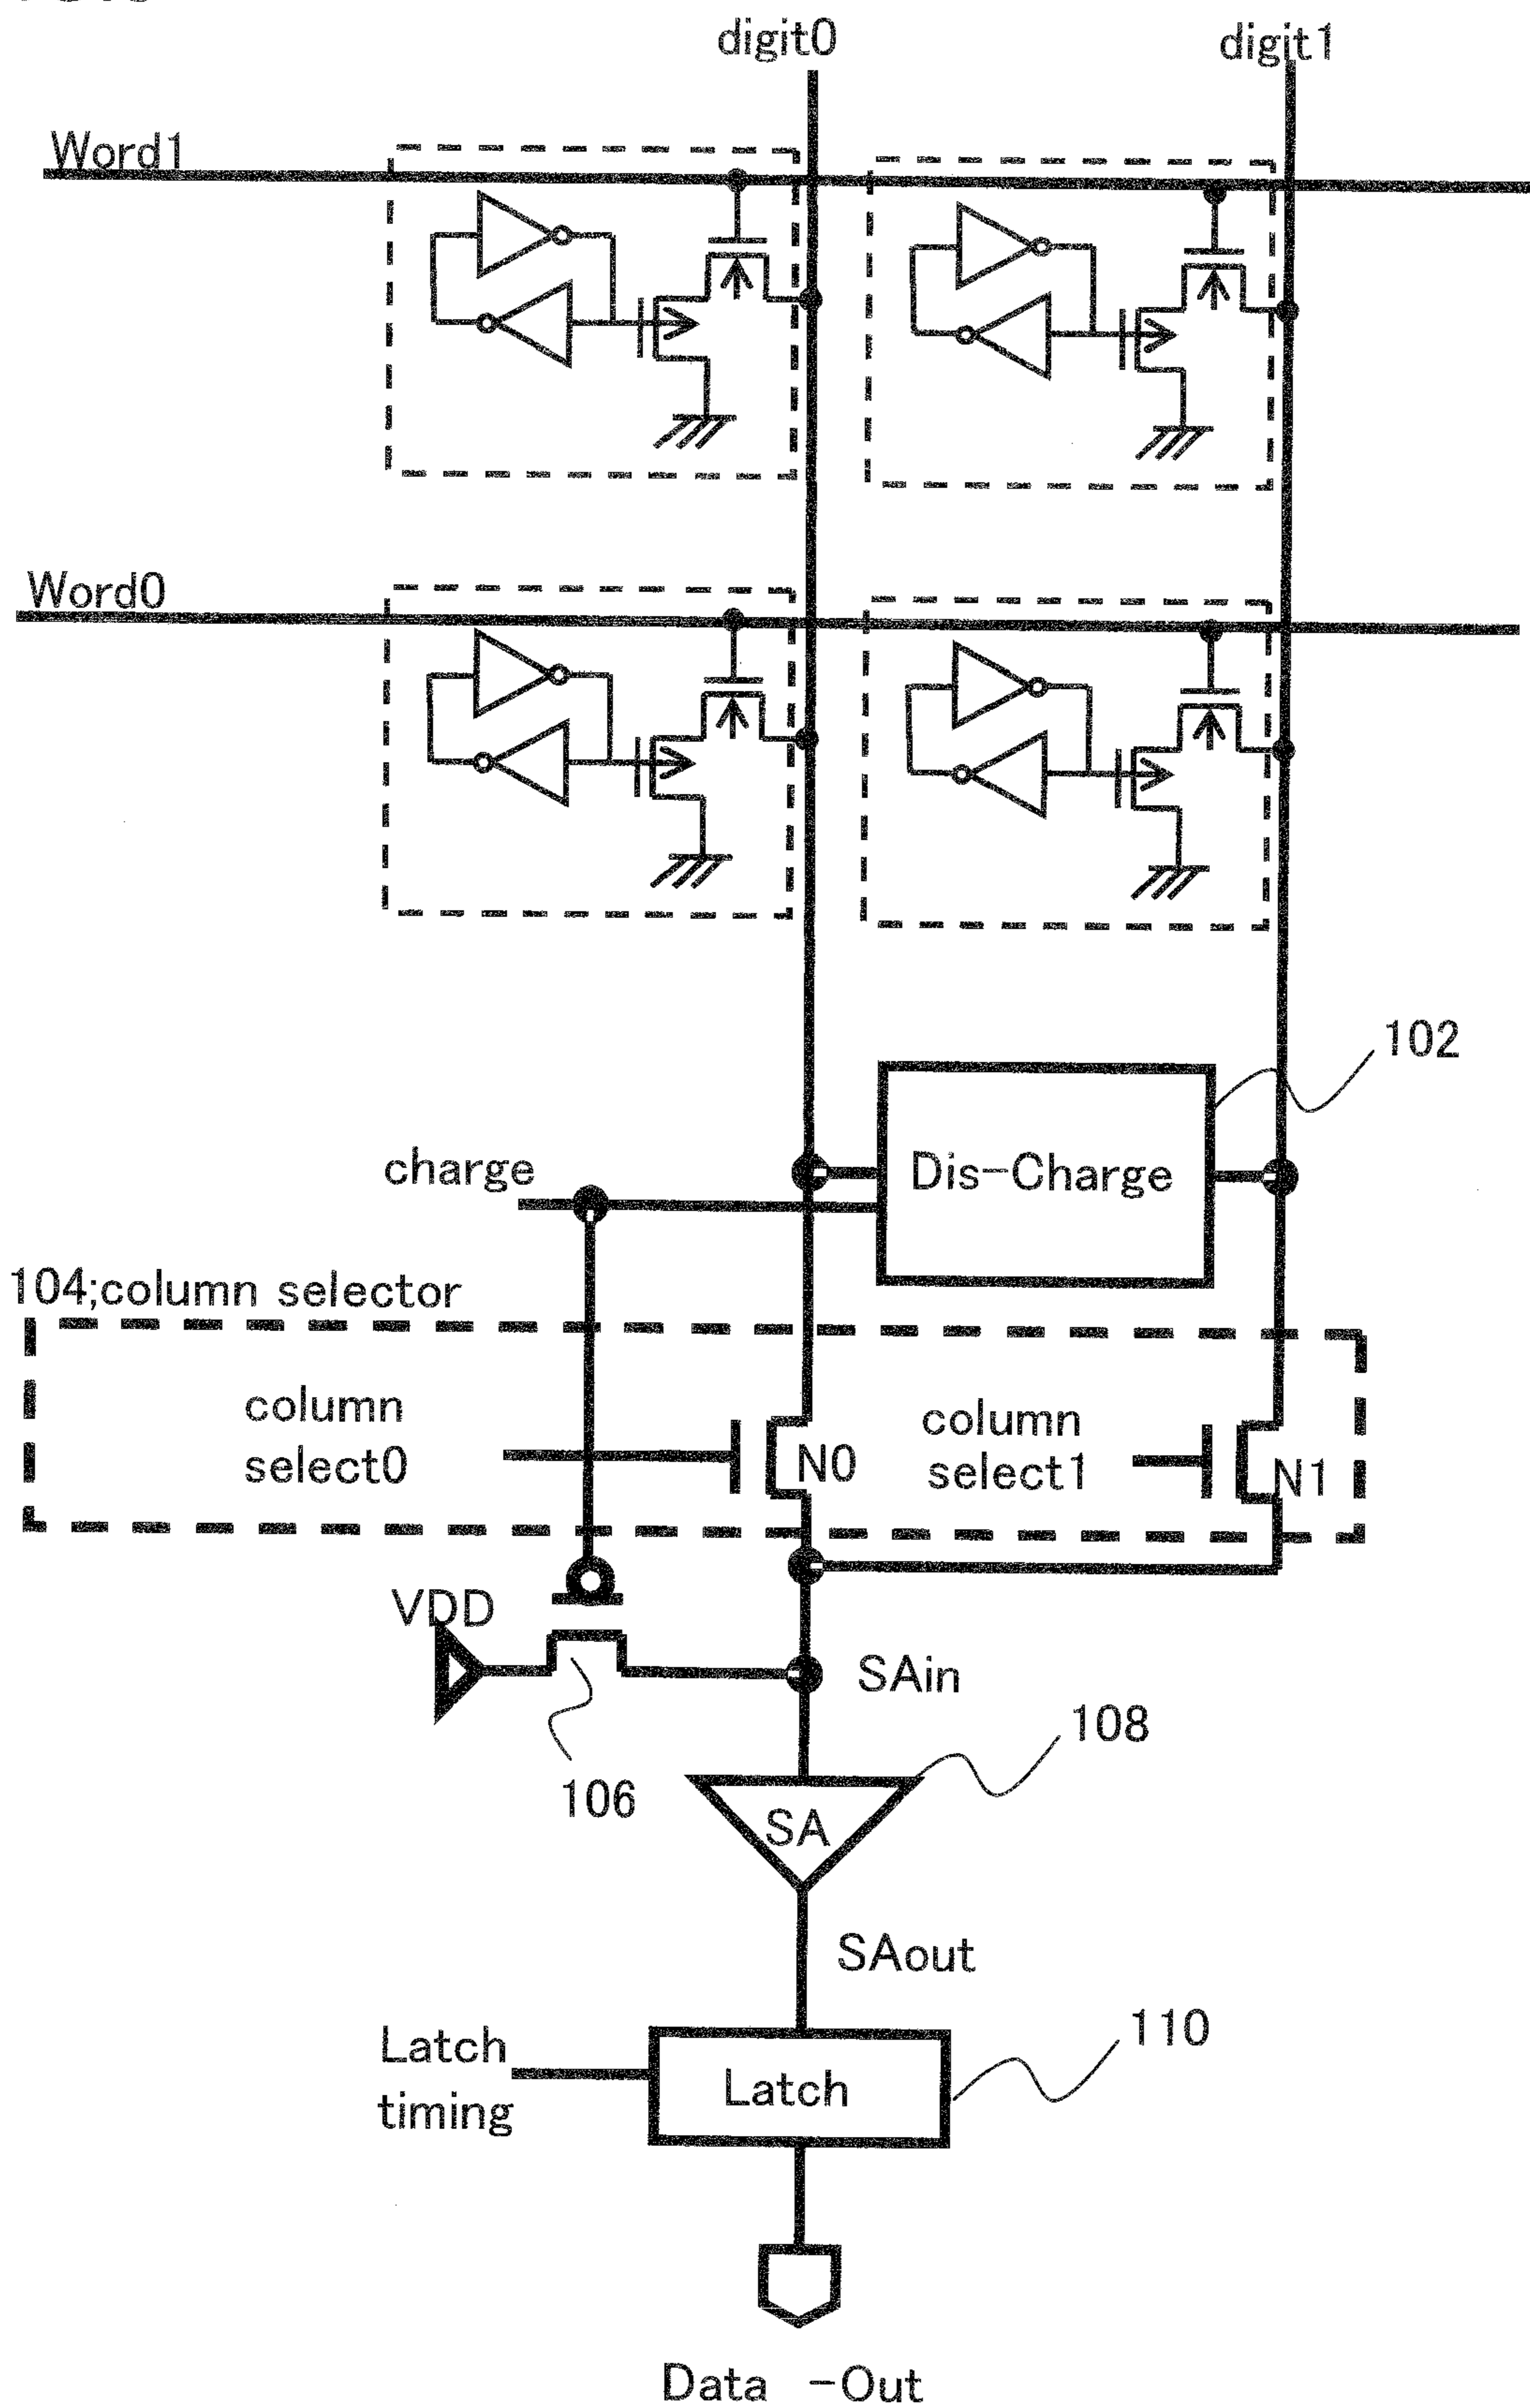 digit0
digit1
Word1
Word0
102
charge
Dis-Charge
104;column selector
column
select0
N0
column
select1
N1
VDD
SAin
106
108
SA
SAout
Latch
timing
Latch
110
Data -Out